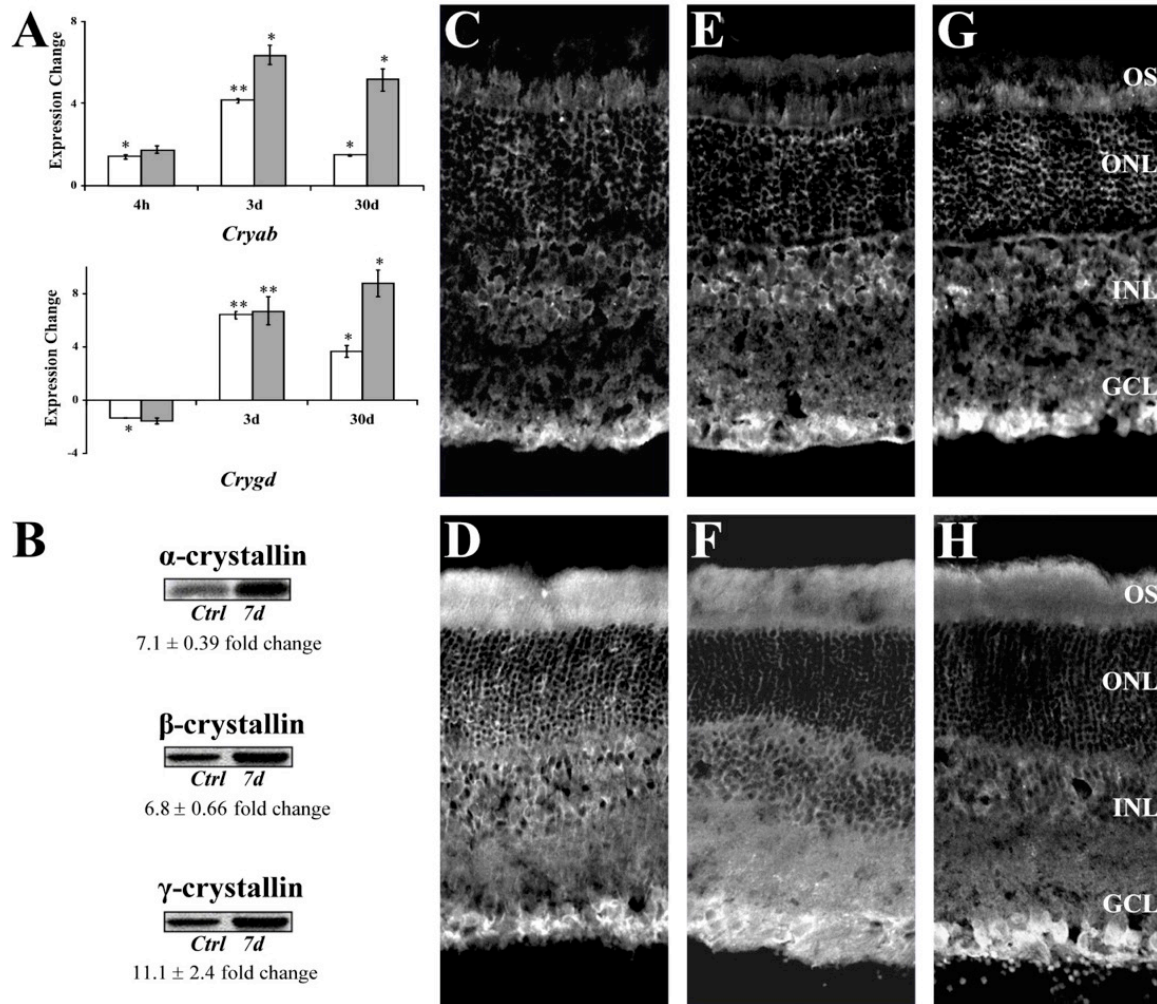 A
Expression Change
8
4
0
*
**
*
*
*
4h 3d 30d
Cryab
Expression Change
8
4
0
-4
*
**
**
*
*
3d 30d
Crygd
B
α-crystallin
Ctrl 7d
7.1 ± 0.39 fold change
β-crystallin
Ctrl 7d
6.8 ± 0.66 fold change
γ-crystallin
Ctrl 7d
11.1 ± 2.4 fold change
C
E
G
OS
ONL
INL
GCL
D
F
H
OS
ONL
INL
GCL